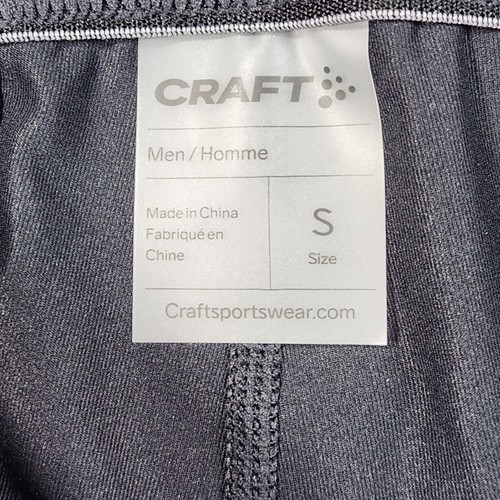 CRAFT
Men / Homme
Made in China
Fabriqué en
Chine
S
Size
Craftsportswear.com